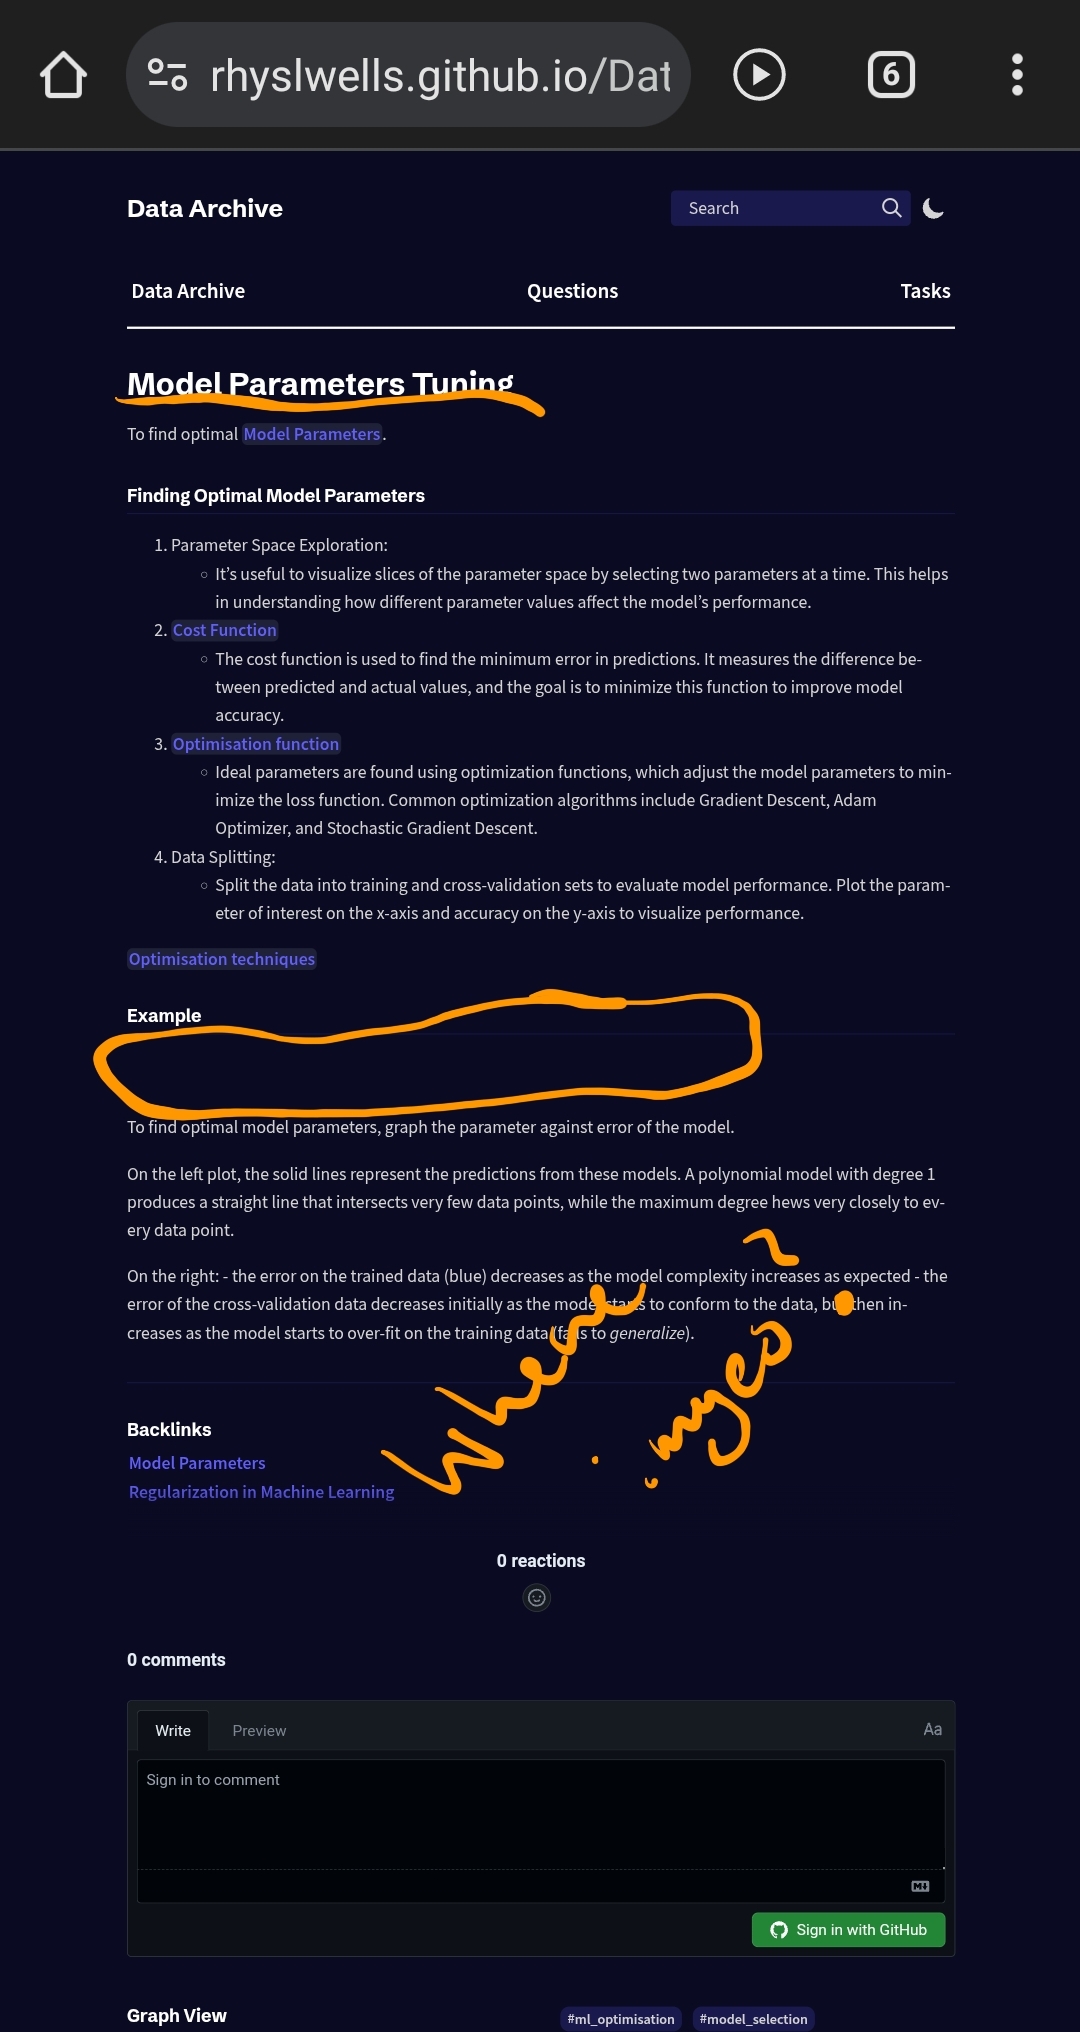 rhyslwells.github.io/Dat
6
Data Archive
Search
Data Archive Questions Tasks
Model Parameters Tuning
To find optimal Model Parameters.
Finding Optimal Model Parameters
1. Parameter Space Exploration:
◦ It’s useful to visualize slices of the parameter space by selecting two parameters at a time. This helps
in understanding how different parameter values affect the model’s performance.
2. Cost Function
◦ The cost function is used to find the minimum error in predictions. It measures the difference be-
tween predicted and actual values, and the goal is to minimize this function to improve model
accuracy.
3. Optimisation function
◦ Ideal parameters are found using optimization functions, which adjust the model parameters to min-
imize the loss function. Common optimization algorithms include Gradient Descent, Adam
Optimizer, and Stochastic Gradient Descent.
4. Data Splitting:
◦ Split the data into training and cross-validation sets to evaluate model performance. Plot the param-
eter of interest on the x-axis and accuracy on the y-axis to visualize performance.
Optimisation techniques
Example
To find optimal model parameters, graph the parameter against error of the model.
On the left plot, the solid lines represent the predictions from these models. A polynomial model with degree 1
produces a straight line that intersects very few data points, while the maximum degree hews very closely to ev-
ery data point.
On the right: - the error on the trained data (blue) decreases as the model complexity increases as expected - the
error of the cross-validation data decreases initially as the model starts to conform to the data, but then in-
creases as the model starts to over-fit on the training data (fails to generalize).
Where
images?
Backlinks
Model Parameters
Regularization in Machine Learning
0 reactions
0 comments
Write Preview Aa
Sign in to comment
Sign in with GitHub
Graph View #ml_optimisation #model_selection